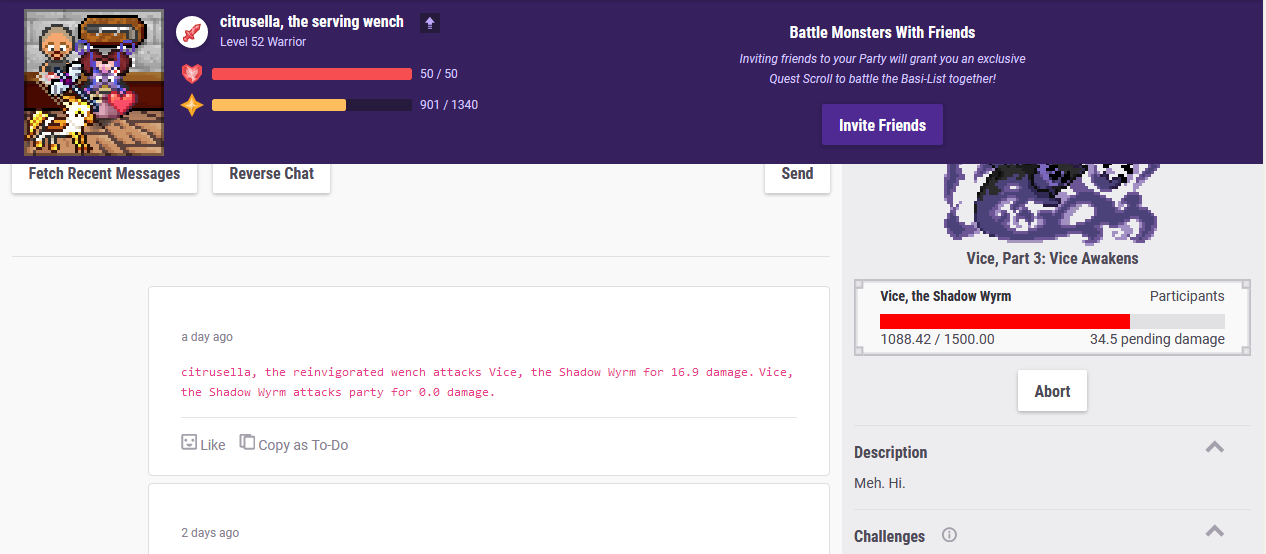 citrusella, the serving wench
Level 52 Warrior
50 / 50
901 / 1340
Battle Monsters With Friends
Inviting friends to your Party will grant you an exclusive
Quest Scroll to battle the Basi-List together!
Invite Friends
Fetch Recent Messages
Reverse Chat
Send
a day ago
citrusella, the reinvigorated wench attacks Vice, the Shadow Wyrm for 16.9 damage. Vice,
the Shadow Wyrm attacks party for 0.0 damage.
Like
Copy as To-Do
2 days ago
Vice, Part 3: Vice Awakens
Vice, the Shadow Wyrm
Participants
1088.42 / 1500.00
34.5 pending damage
Abort
Description
Meh. Hi.
Challenges